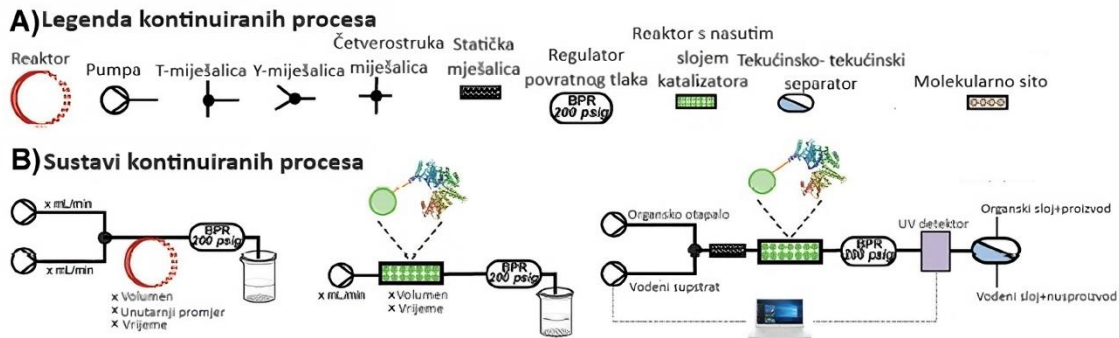 A) Legenda kontinuiranih procesa
Reaktor
Pumpa
T-miješalica
Y-miješalica
Četverostruka
miješalica
Statička
mješalica
Regulator
povratnog tlaka
BPR
200 psig
Reaktor s nasutim
slojem
katalizatora
Tekućinsko- tekućinski
separator
Molekularno sito
B) Sustavi kontinuiranih procesa
x mL/min
x mL/min
BPR
200 psig
x Volumen
x Unutarnji promjer
x Vrijeme
x mL/min
BPR
200 psig
x Volumen
x Vrijeme
Organsko otapalo
Vodeni supstrat
BPR
200 psig
UV detektor
Organski sloj+proizvod
Vodeni sloj+nusproizvod